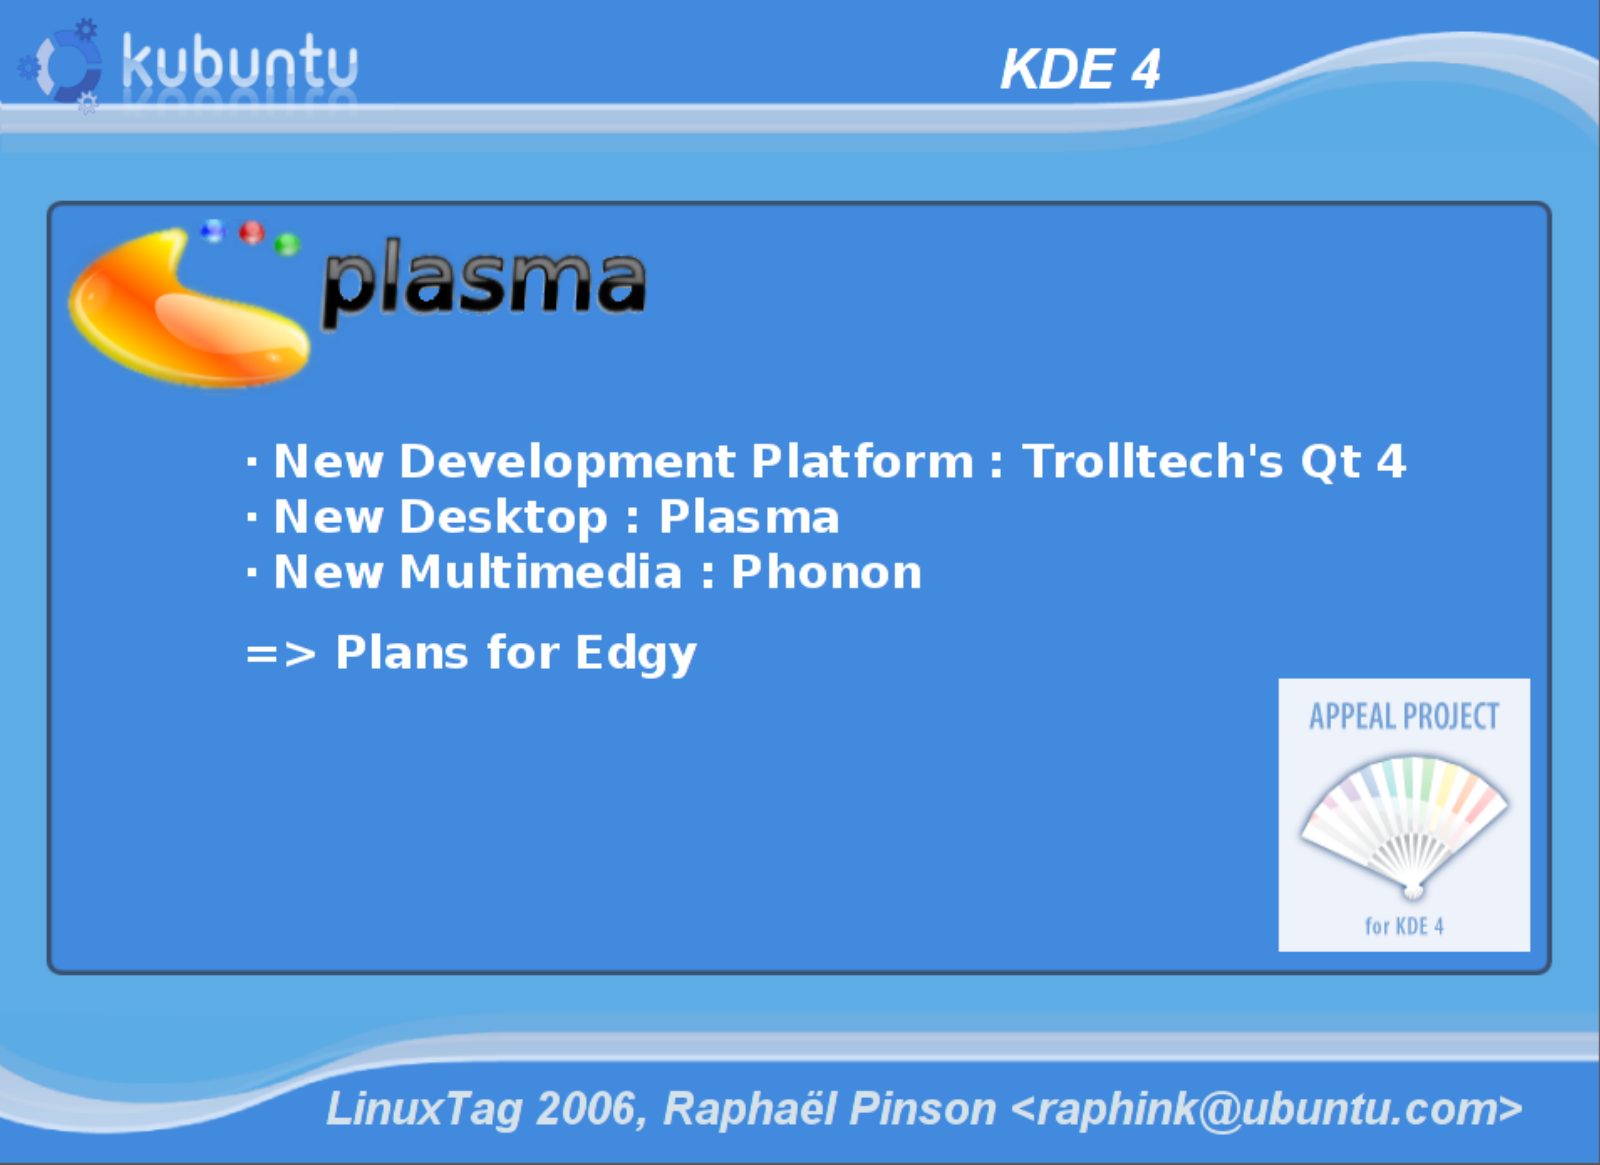 kubuntu
KDE 4
plasma
· New Development Platform : Trolltech's Qt 4
· New Desktop : Plasma
· New Multimedia : Phonon
=> Plans for Edgy
APPEAL PROJECT
for KDE 4
LinuxTag 2006, Raphaël Pinson <raphink@ubuntu.com>